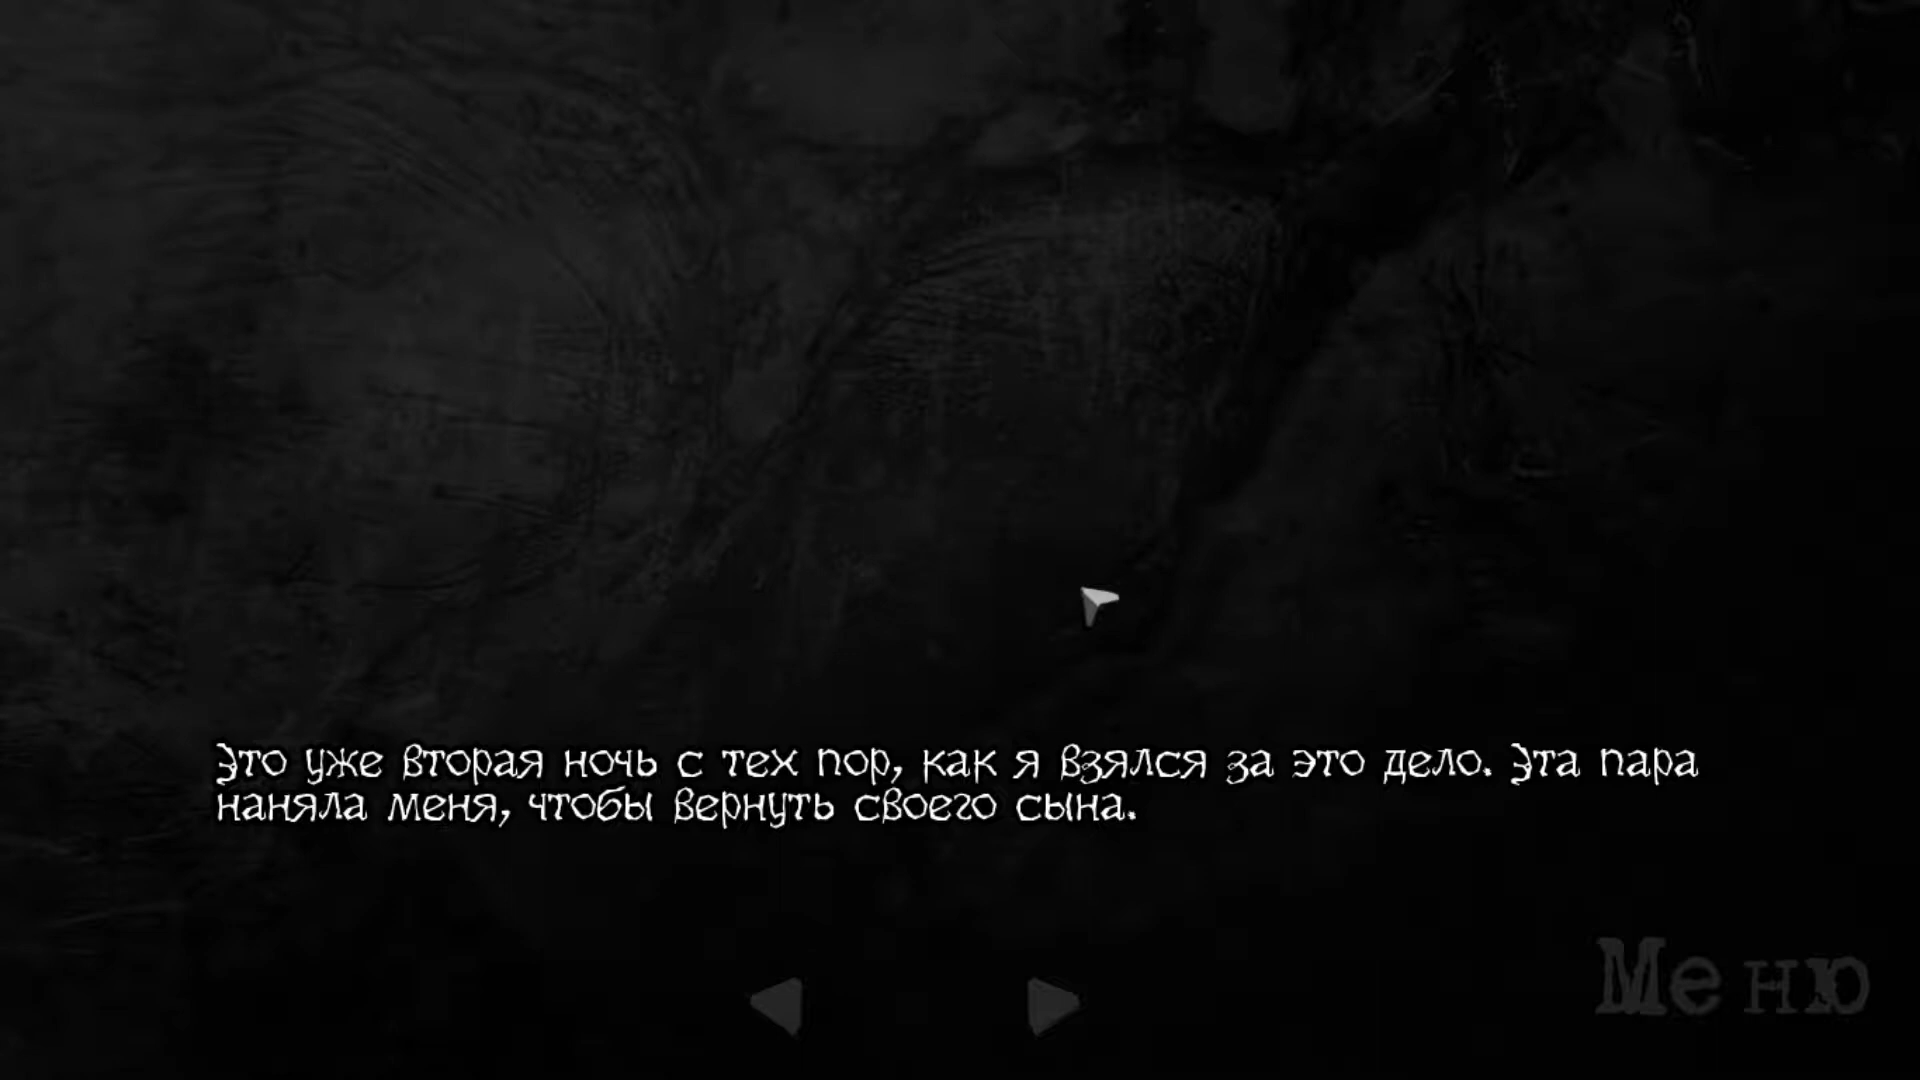 Это уже вторая ночь с тех пор, как я взялся за это дело. Эта пара
наняла меня, чтобы вернуть своего сына.
Меню